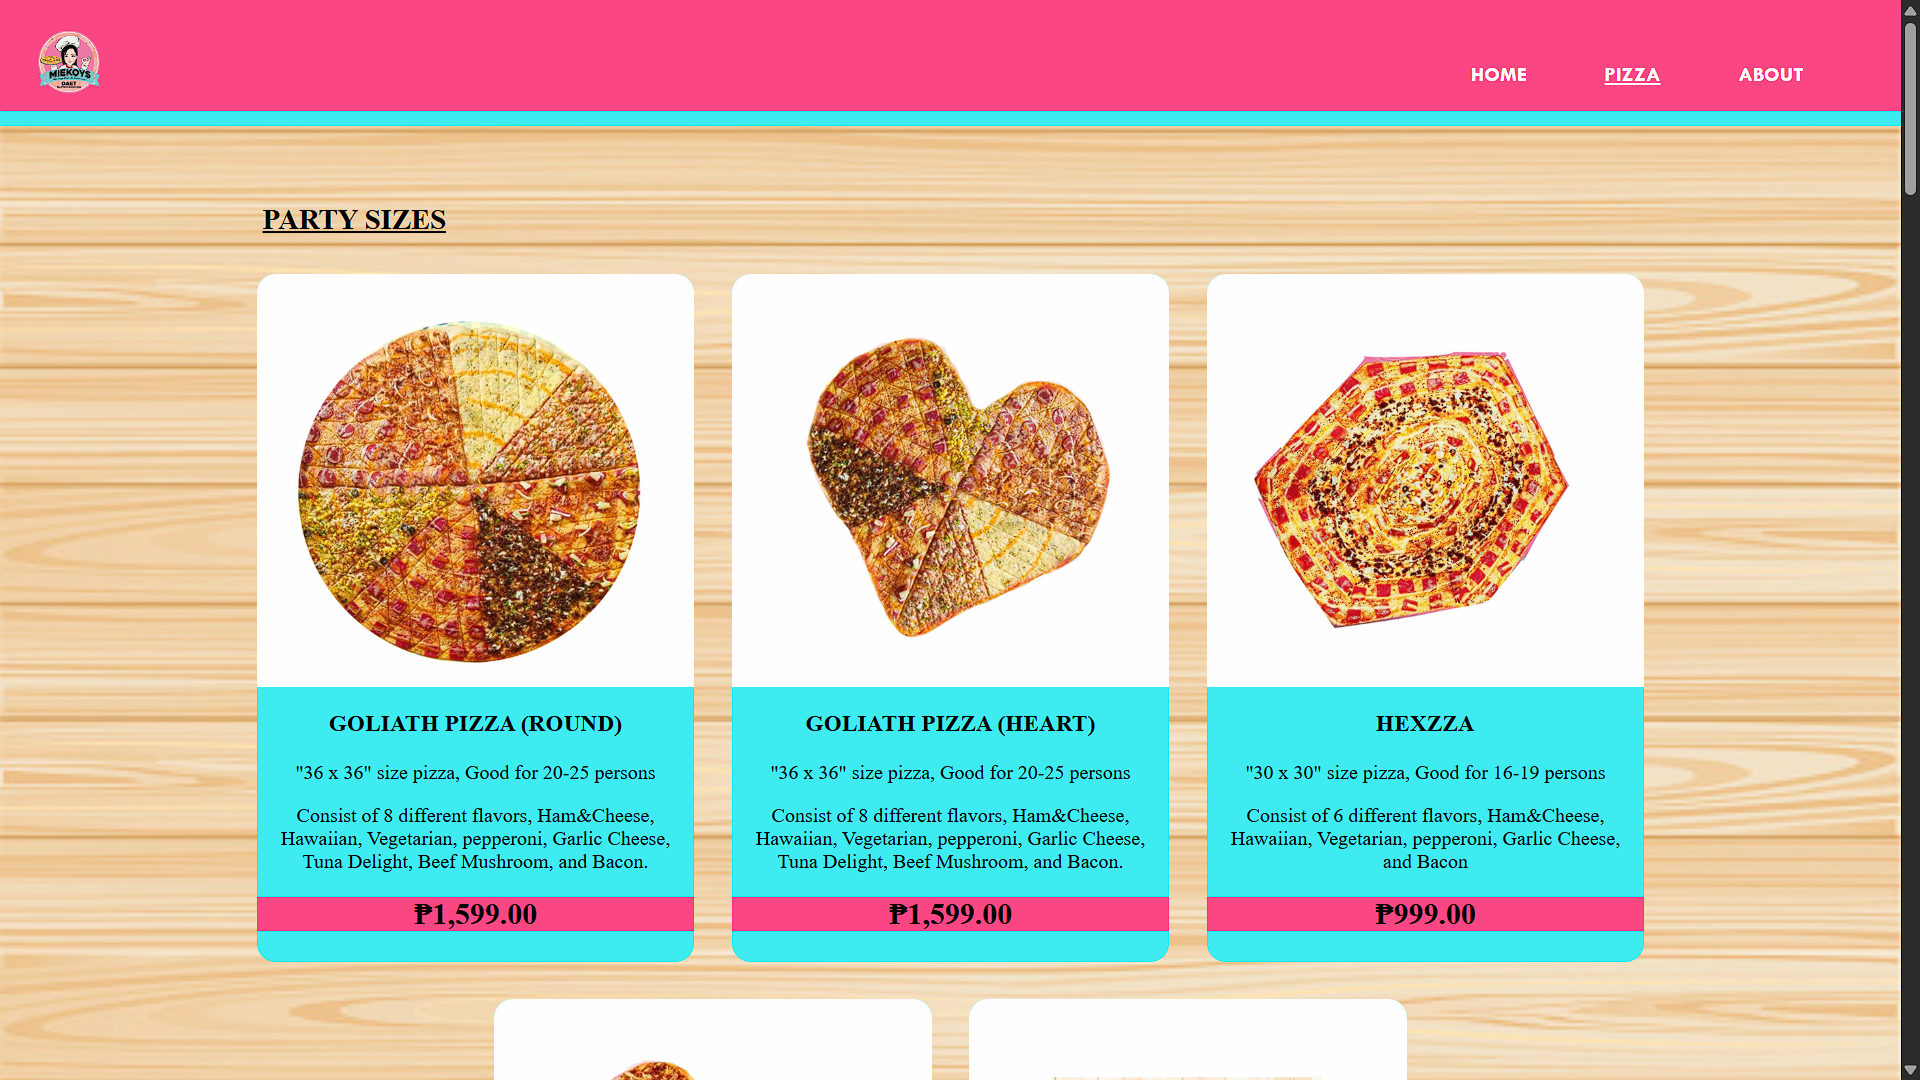 MIEKOYS
DAET
HOME
PIZZA
ABOUT
PARTY SIZES
GOLIATH PIZZA (ROUND)
"36 x 36" size pizza, Good for 20-25 persons
Consist of 8 different flavors, Ham&Cheese,
Hawaiian, Vegetarian, pepperoni, Garlic Cheese,
Tuna Delight, Beef Mushroom, and Bacon.
₱1,599.00
GOLIATH PIZZA (HEART)
"36 x 36" size pizza, Good for 20-25 persons
Consist of 8 different flavors, Ham&Cheese,
Hawaiian, Vegetarian, pepperoni, Garlic Cheese,
Tuna Delight, Beef Mushroom, and Bacon.
₱1,599.00
HEXZZA
"30 x 30" size pizza, Good for 16-19 persons
Consist of 6 different flavors, Ham&Cheese,
Hawaiian, Vegetarian, pepperoni, Garlic Cheese,
and Bacon
₱999.00